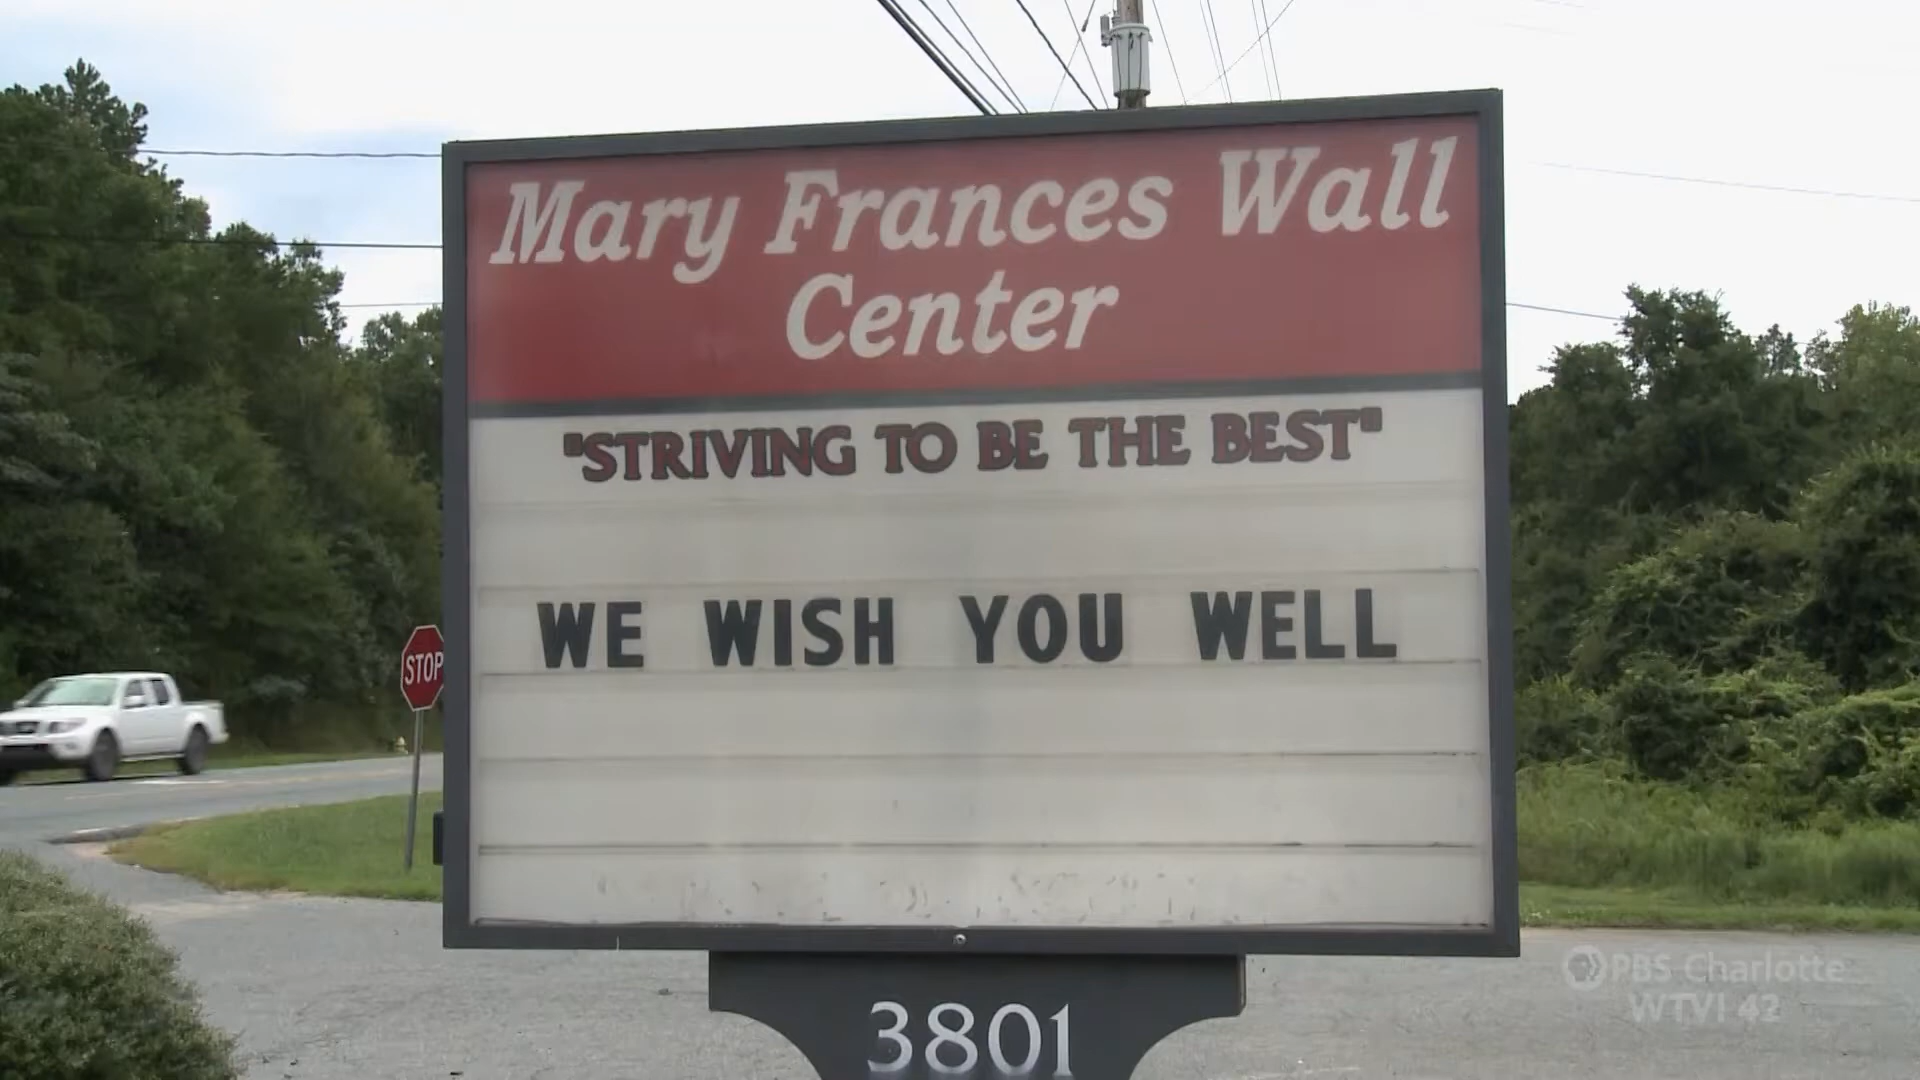 Mary Frances Wall
Center
"STRIVING TO BE THE BEST"
WE WISH YOU WELL
STOP
3801
PBS Charlotte
WTVI 42